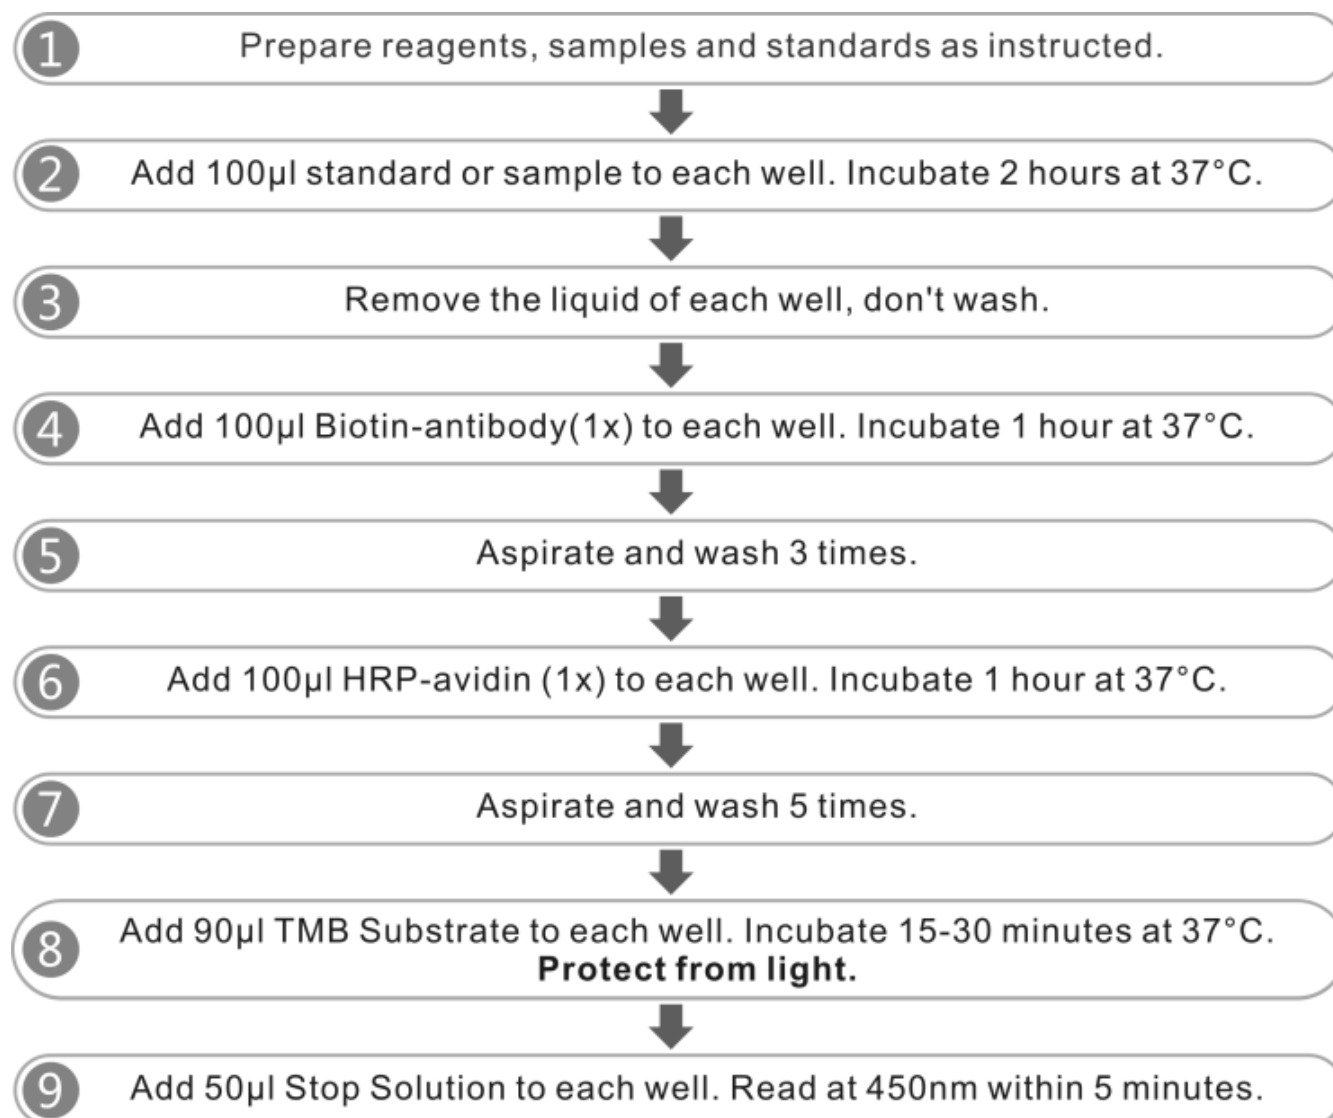 1 Prepare reagents, samples and standards as instructed.
2 Add 100µl standard or sample to each well. Incubate 2 hours at 37°C.
3 Remove the liquid of each well, don't wash.
4 Add 100µl Biotin-antibody(1x) to each well. Incubate 1 hour at 37°C.
5 Aspirate and wash 3 times.
6 Add 100µl HRP-avidin (1x) to each well. Incubate 1 hour at 37°C.
7 Aspirate and wash 5 times.
8 Add 90µl TMB Substrate to each well. Incubate 15-30 minutes at 37°C.
Protect from light.
9 Add 50µl Stop Solution to each well. Read at 450nm within 5 minutes.